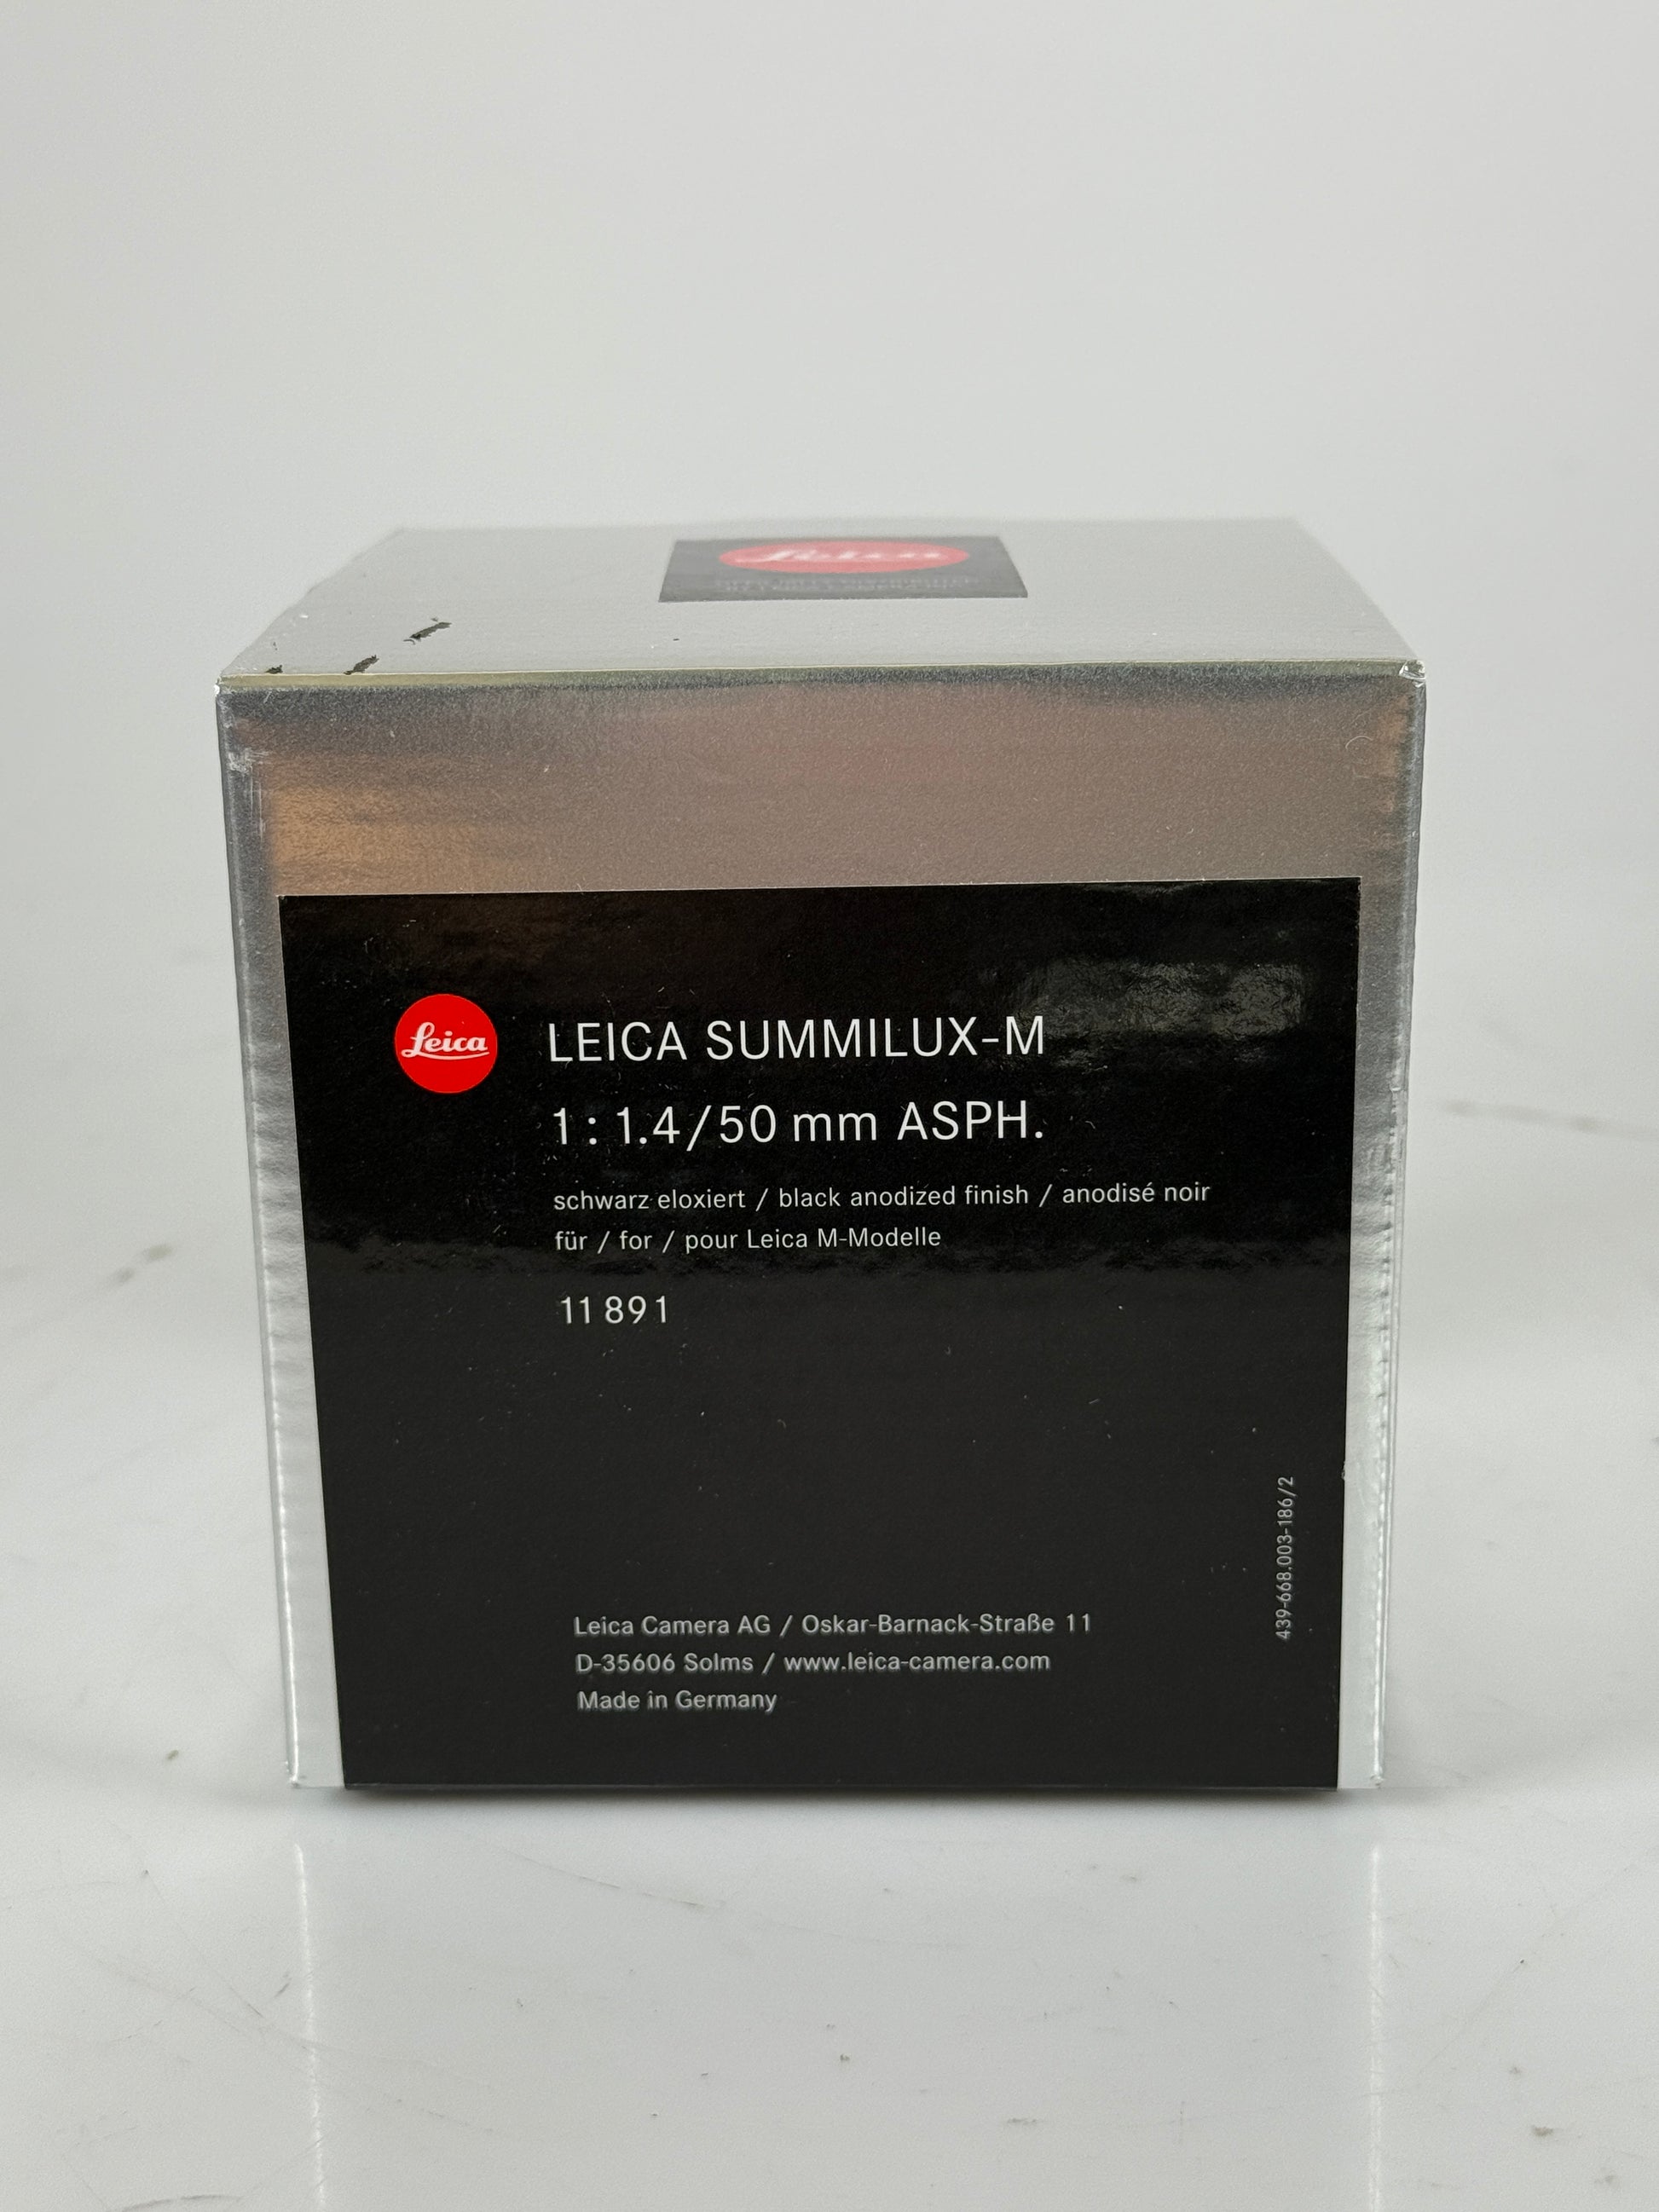 Leica
Leica
LEICA SUMMILUX-M
1:1.4/50 mm ASPH.
schwarz eloxiert / black anodized finish / anodisé noir
für / for / pour Leica M-Modelle
11 891
439-668.003-186/2
Leica Camera AG / Oskar-Barnack-Straße 11
D-35606 Solms / www.leica-camera.com
Made in Germany